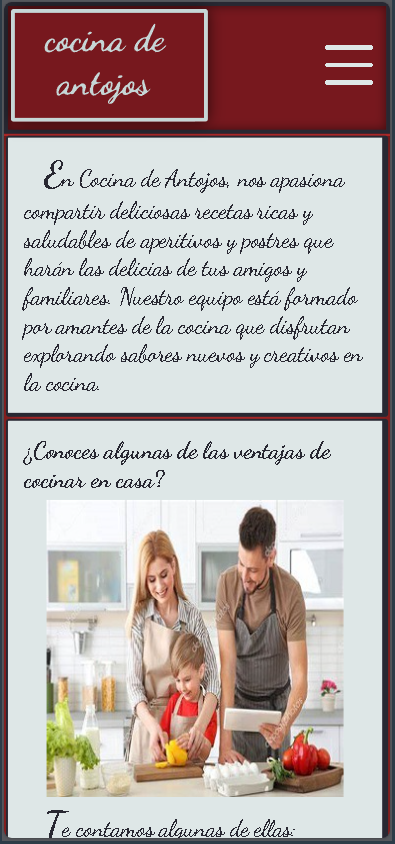 cocina de
antojos
En Cocina de Antojos, nos apasiona
compartir deliciosas recetas ricas y
saludables de aperitivos y postres que
harán las delicias de tus amigos y
familiares. Nuestro equipo está formado
por amantes de la cocina que disfrutan
explorando sabores nuevos y creativos en
la cocina.
¿Conoces algunas de las ventajas de
cocinar en casa?
Te contamos algunas de ellas: